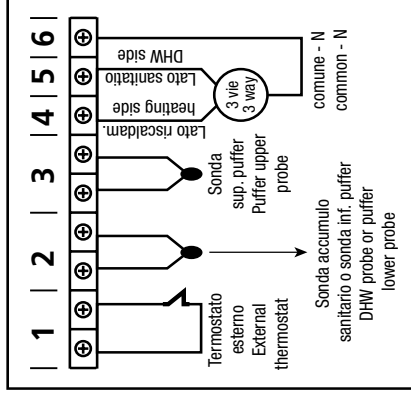 1 2 3 4 5 6
Termostato
esterno
External
thermostat
Sonda accumulo
sanitario o sonda inf. puffer
DHW probe or puffer
lower probe
Sonda
sup. puffer
Puffer upper
probe
Lato riscaldam.
heating side
Lato sanitatio
DHW side
3 vie
3 way
comune - N
common - N